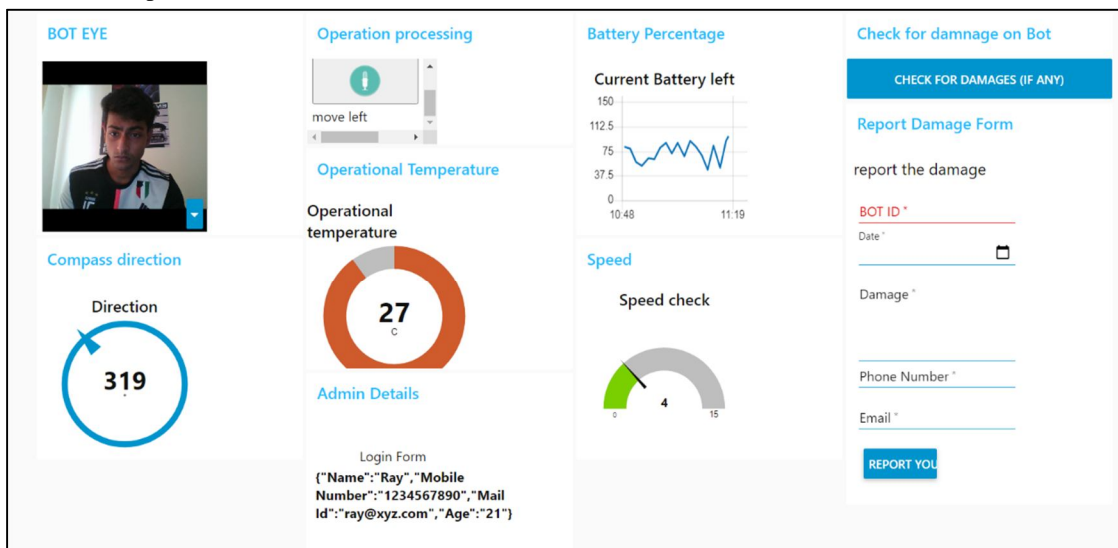 BOT EYE
Compass direction
Direction
319
Operation processing
move left
Operational Temperature
Operational
temperature
27
C
Admin Details
Login Form
{"Name":"Ray","Mobile
Number":"1234567890","Mail
Id":"ray@xyz.com","Age":"21"}
Battery Percentage
Current Battery left
150
112.5
75
37.5
0
10:48 11:19
Speed
Speed check
4
0 15
Check for damnage on Bot
CHECK FOR DAMAGES (IF ANY)
Report Damage Form
report the damage
BOT ID *
Date *
Damage *
Phone Number *
Email *
REPORT YOU